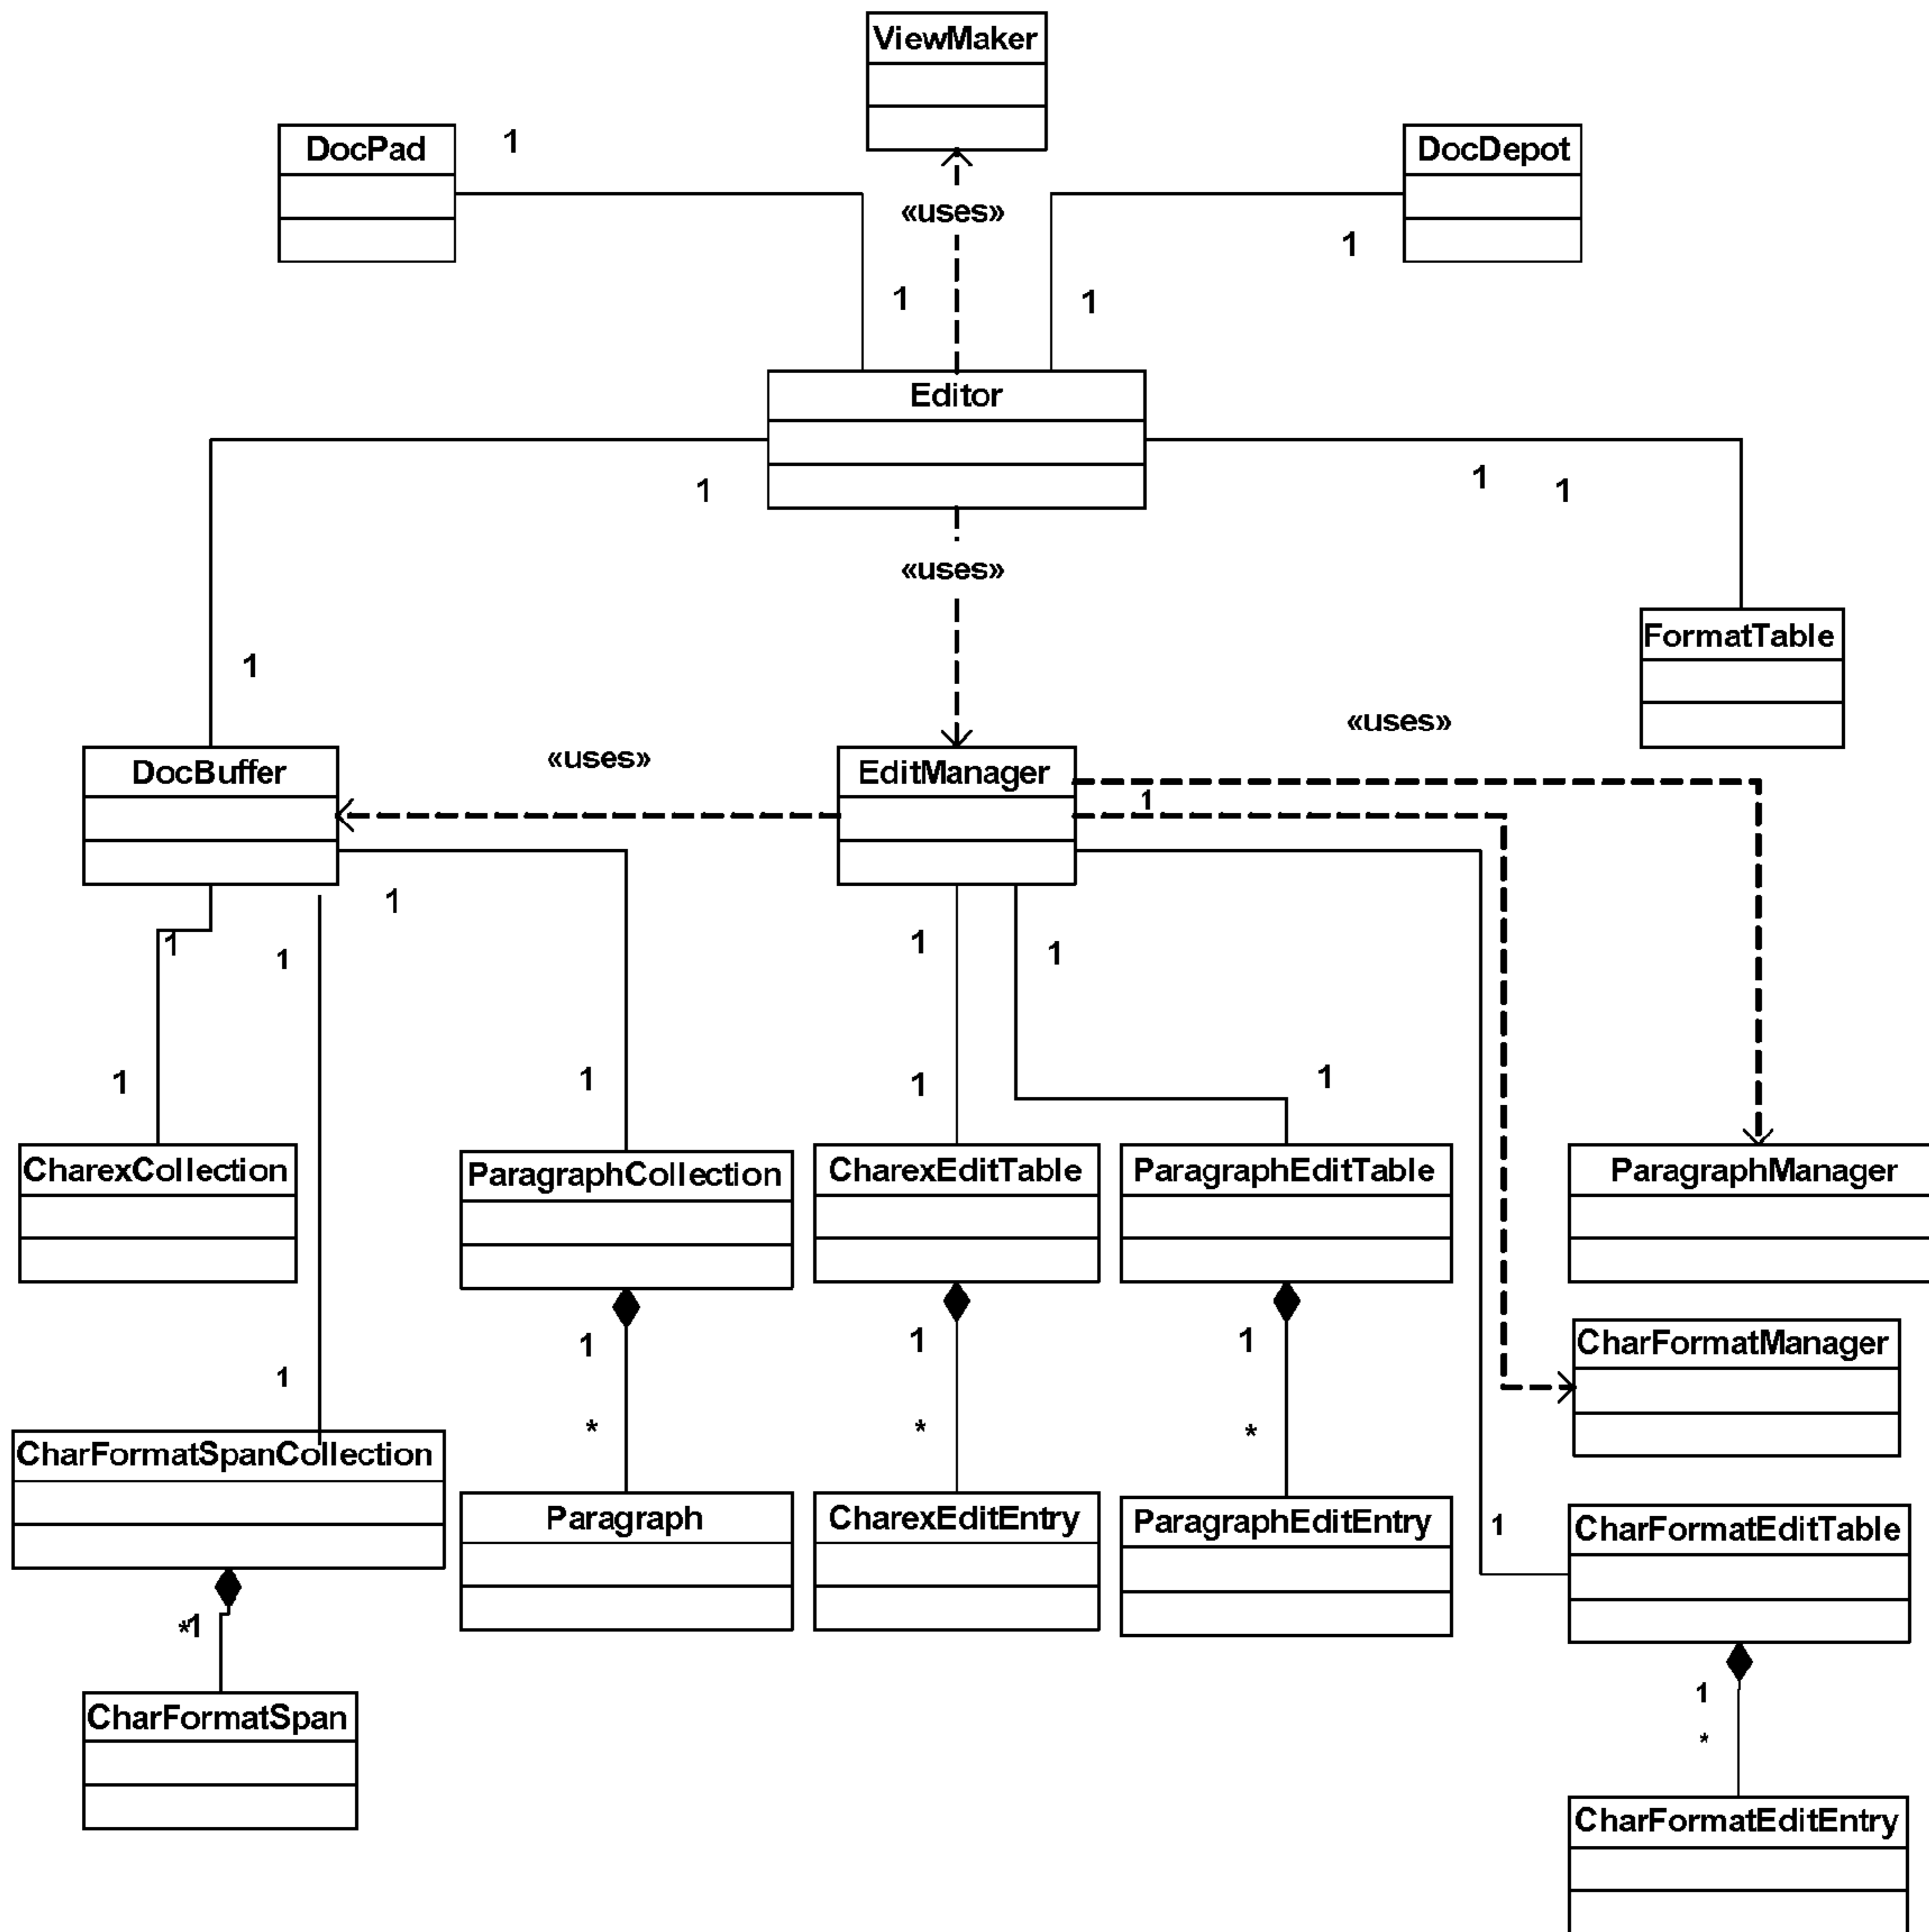 ViewMaker
DocPad
1
DocDepot
«uses»
1
1
1
Editor
1
1
1
«uses»
1
FormatTable
«uses»
«uses»
DocBuffer
EditManager
1
1
1
1
1
1
1
1
1
1
1
CharexCollection
ParagraphCollection
CharexEditTable
ParagraphEditTable
ParagraphManager
1
1
1
CharFormatManager
1
*
*
*
CharFormatSpanCollection
Paragraph
CharexEditEntry
ParagraphEditEntry
1
CharFormatEditTable
*1
1
CharFormatSpan
*
CharFormatEditEntry